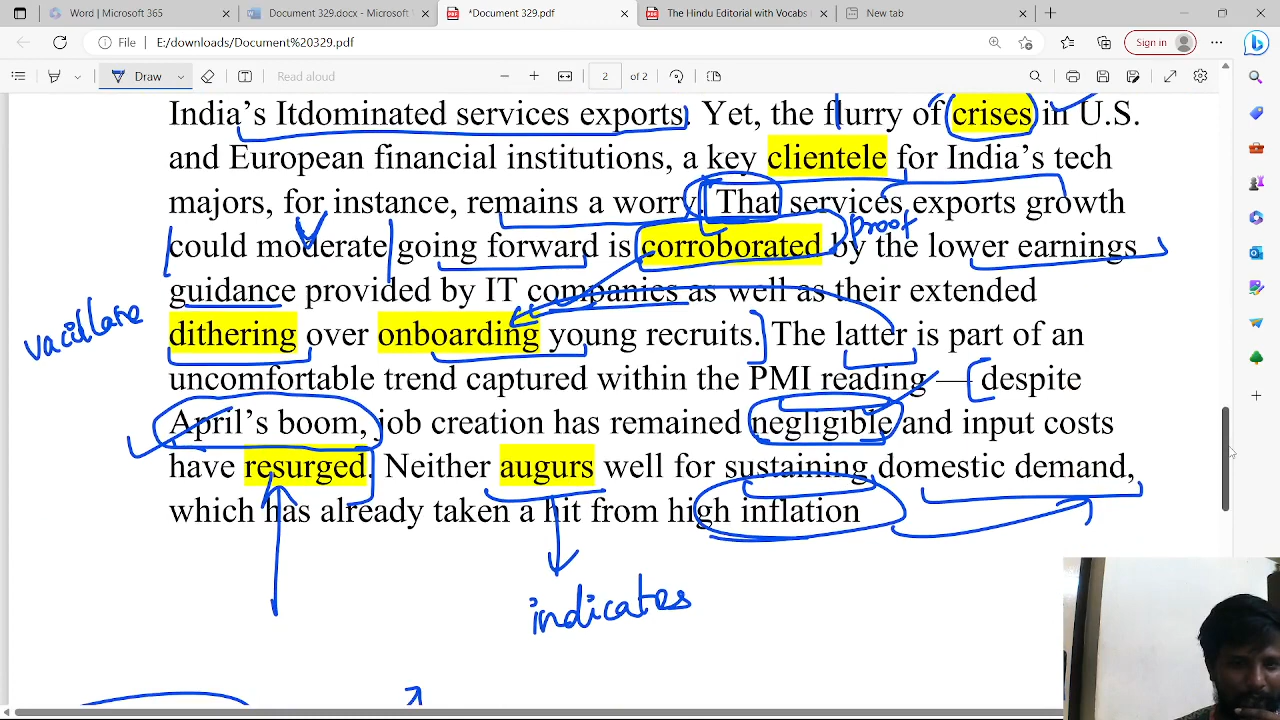 Word | Microsoft 365
Document 329.docx - Microsoft W
*Document 329.pdf
The Hindu Editorial with Vocabs
New tab
File
E:/downloads/Document%20329.pdf
Sign in
Draw
Read aloud
2
of 2
India’s Itdominated services exports. Yet, the flurry of crises in U.S.
and European financial institutions, a key clientele for India’s tech
majors, for instance, remains a worry. That services exports growth
proof
could moderate going forward is corroborated by the lower earnings
guidance provided by IT companies as well as their extended
vacillate
dithering over onboarding young recruits. The latter is part of an
uncomfortable trend captured within the PMI reading — despite
April’s boom, job creation has remained negligible and input costs
have resurged. Neither augurs well for sustaining domestic demand,
which has already taken a hit from high inflation
indicates